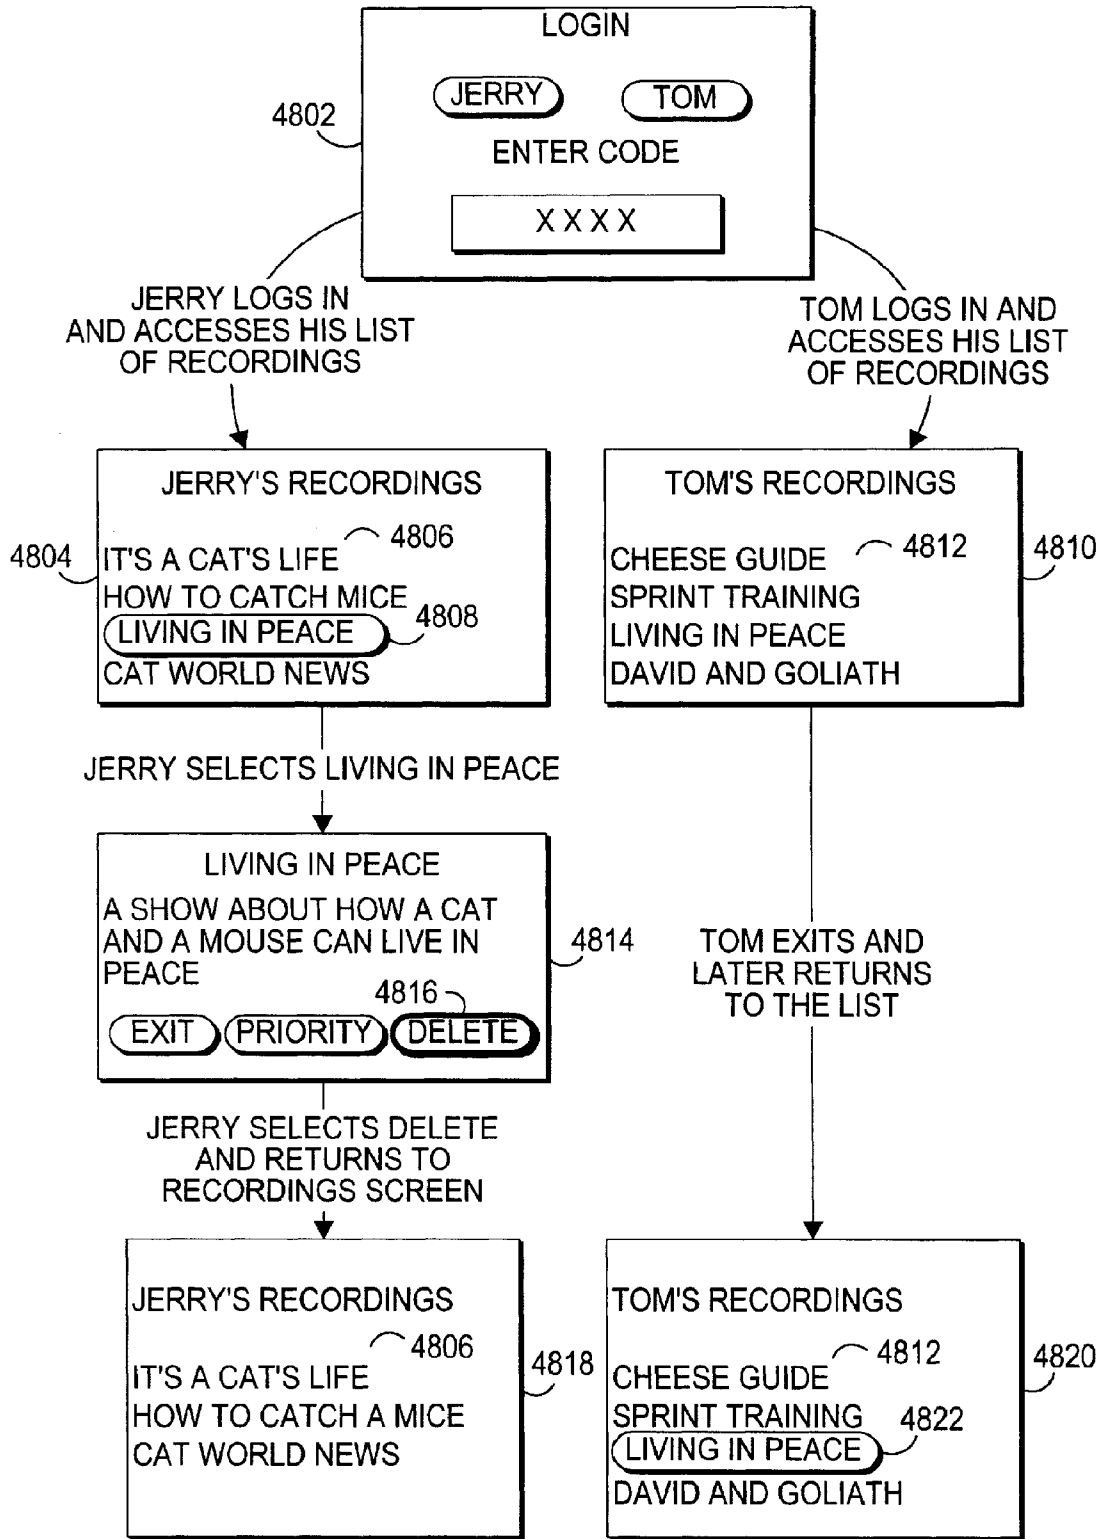 LOGIN
JERRY
TOM
4802
ENTER CODE
X X X X
JERRY LOGS IN
AND ACCESSES HIS LIST
OF RECORDINGS
TOM LOGS IN AND
ACCESSES HIS LIST
OF RECORDINGS
JERRY'S RECORDINGS
4806
4804
IT'S A CAT'S LIFE
HOW TO CATCH MICE
LIVING IN PEACE
4808
CAT WORLD NEWS
TOM'S RECORDINGS
4812
4810
CHEESE GUIDE
SPRINT TRAINING
LIVING IN PEACE
DAVID AND GOLIATH
JERRY SELECTS LIVING IN PEACE
LIVING IN PEACE
A SHOW ABOUT HOW A CAT
AND A MOUSE CAN LIVE IN
PEACE
4814
4816
EXIT
PRIORITY
DELETE
TOM EXITS AND
LATER RETURNS
TO THE LIST
JERRY SELECTS DELETE
AND RETURNS TO
RECORDINGS SCREEN
JERRY'S RECORDINGS
4806
4818
IT'S A CAT'S LIFE
HOW TO CATCH A MICE
CAT WORLD NEWS
TOM'S RECORDINGS
4812
4820
CHEESE GUIDE
SPRINT TRAINING
4822
LIVING IN PEACE
DAVID AND GOLIATH